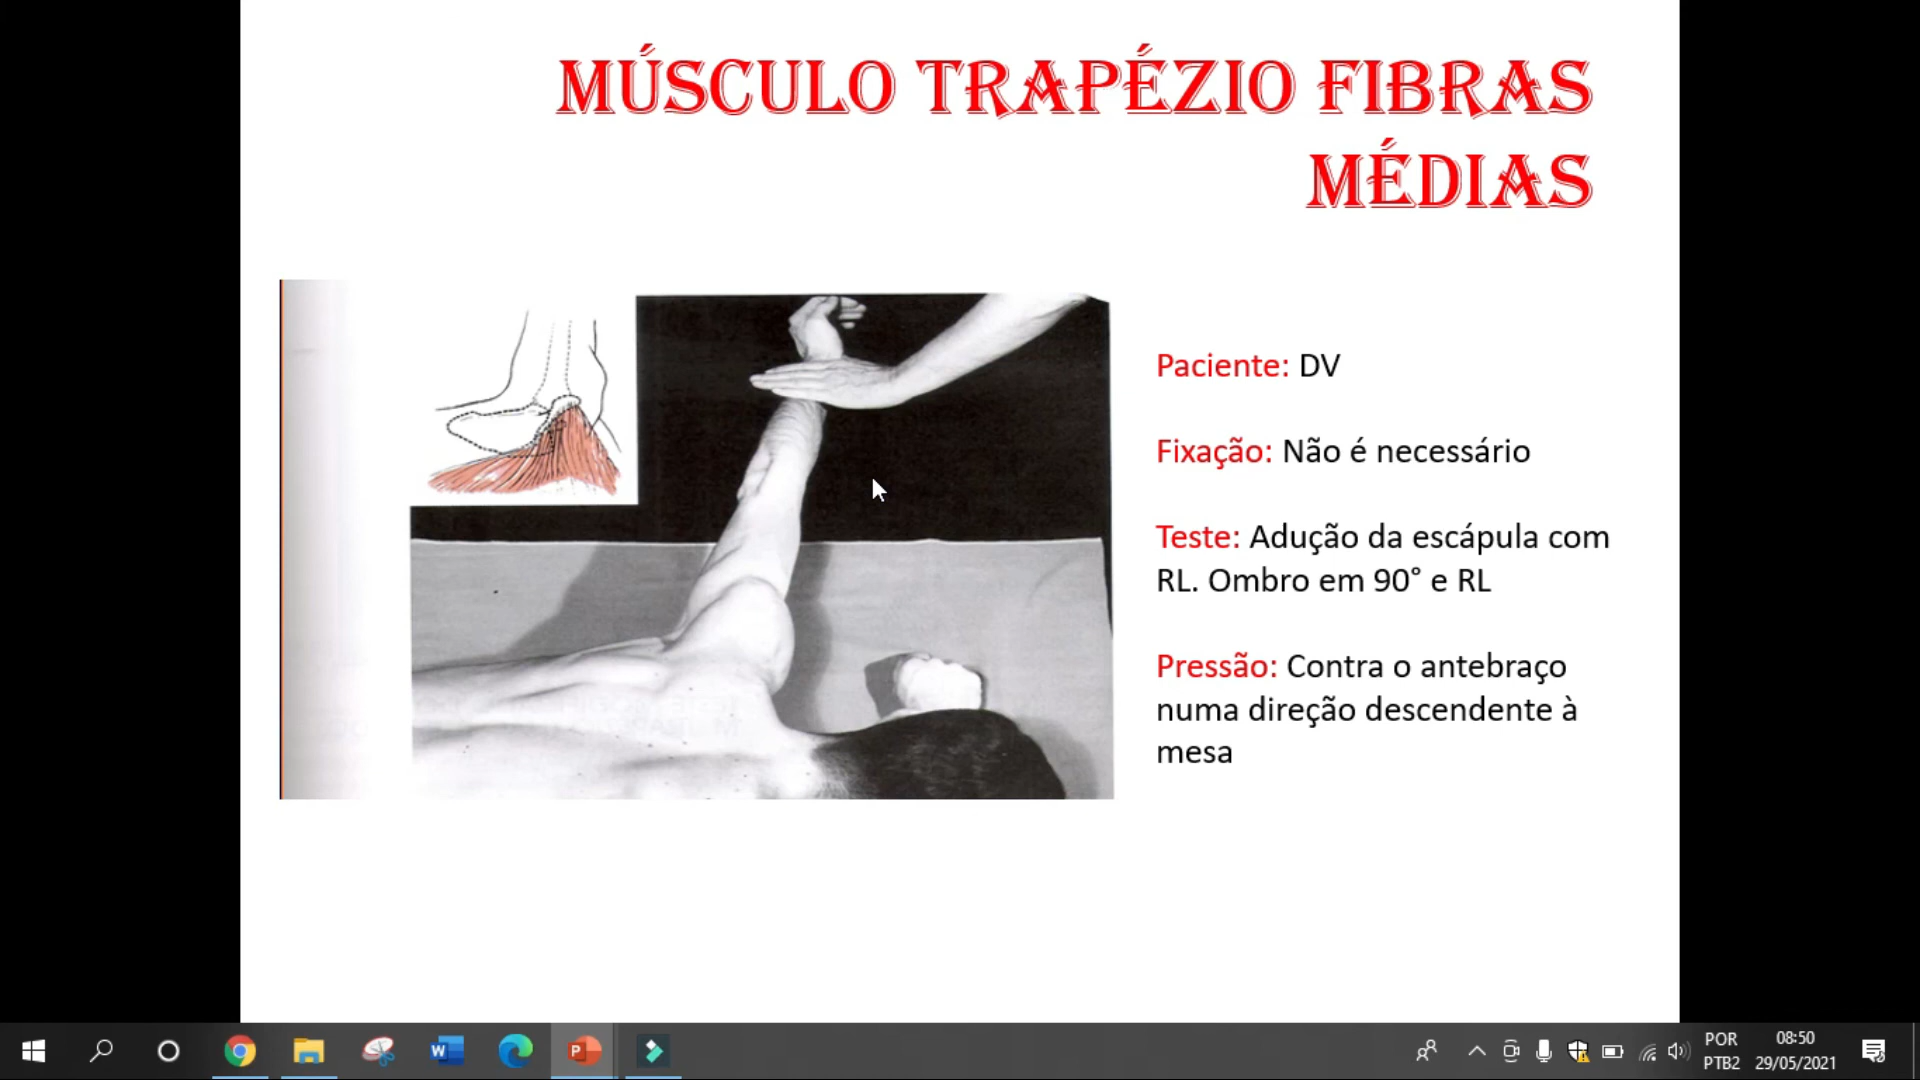 MÚSCULO TRAPÉZIO FIBRAS
MÉDIAS
Paciente: DV
Fixação: Não é necessário
Teste: Adução da escápula com
RL. Ombro em 90° e RL
Pressão: Contra o antebraço
numa direção descendente à
mesa
POR
PTB2
08:50
29/05/2021